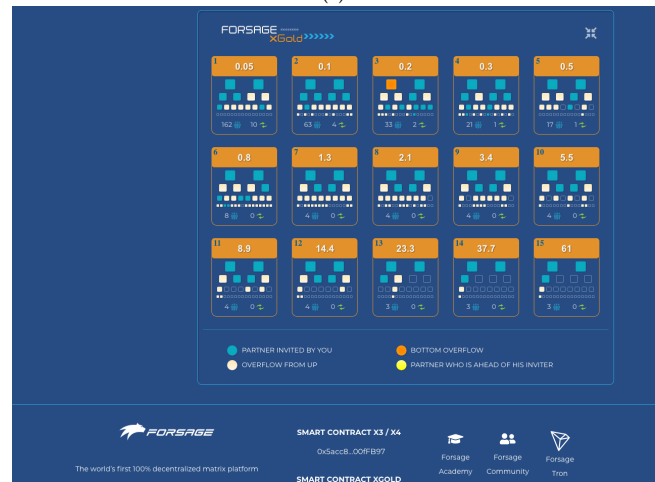 FORSAGE
xGold >>>>>>
1 2 3 4 5
0.05 0.1 0.2 0.3 0.5
162 10 63 4 33 2 21 1 17 1
6 7 8 9 10
0.8 1.3 2.1 3.4 5.5
8 0 4 0 4 0 4 0 4 0
11 12 13 14 15
8.9 14.4 23.3 37.7 61
4 0 4 0 3 0 3 0 3 0
PARTNER INVITED BY YOU BOTTOM OVERFLOW
OVERFLOW FROM UP PARTNER WHO IS AHEAD OF HIS INVITER
FORSAGE SMART CONTRACT X3 / X4
0x5acc8...00fFB97
Forsage Forsage Forsage
Academy Community Tron
The world's first 100% decentralized matrix platform
SMART CONTRACT XGOLD